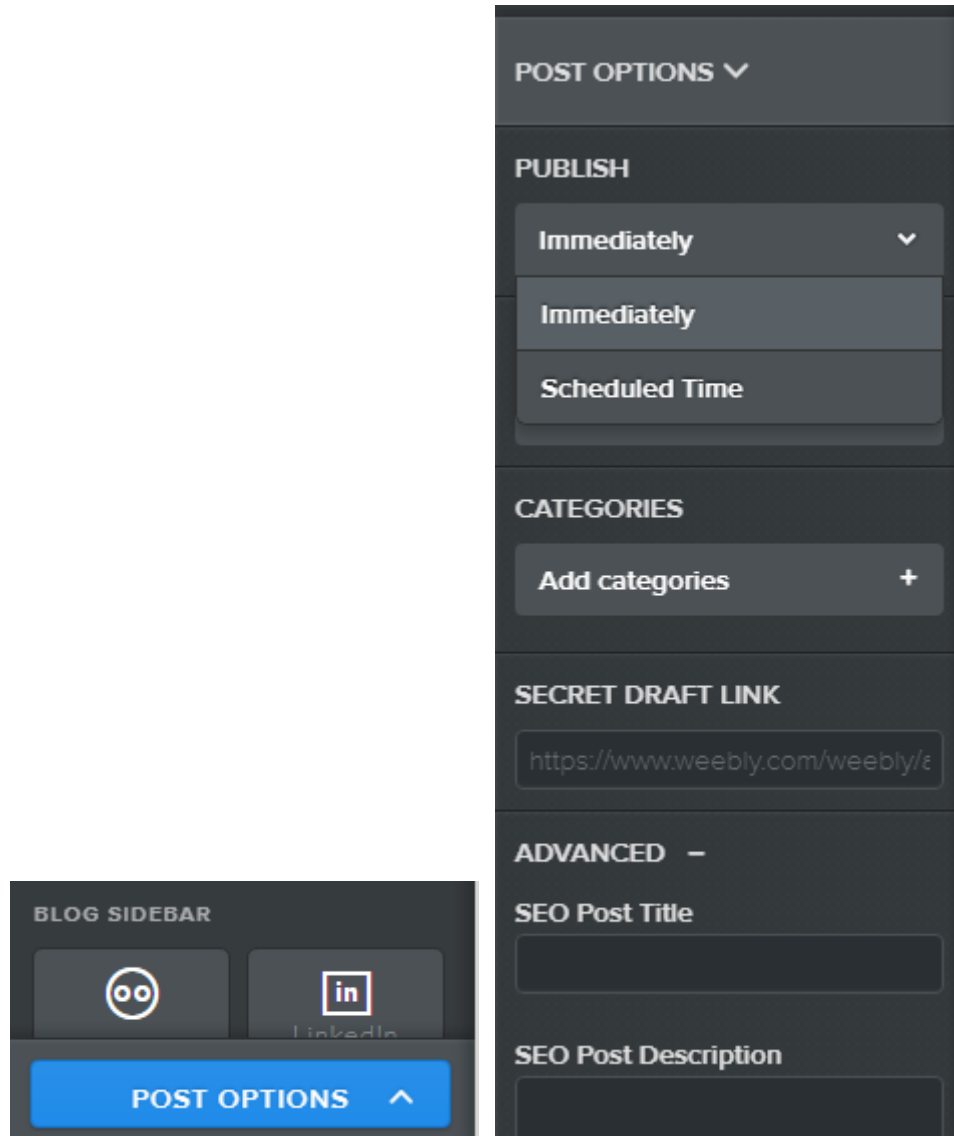 POST OPTIONS
PUBLISH
Immediately
Immediately
Scheduled Time
CATEGORIES
Add categories +
SECRET DRAFT LINK
https://www.weebly.com/weebly/a
ADVANCED –
SEO Post Title
SEO Post Description
BLOG SIDEBAR
in
LinkedIn
POST OPTIONS